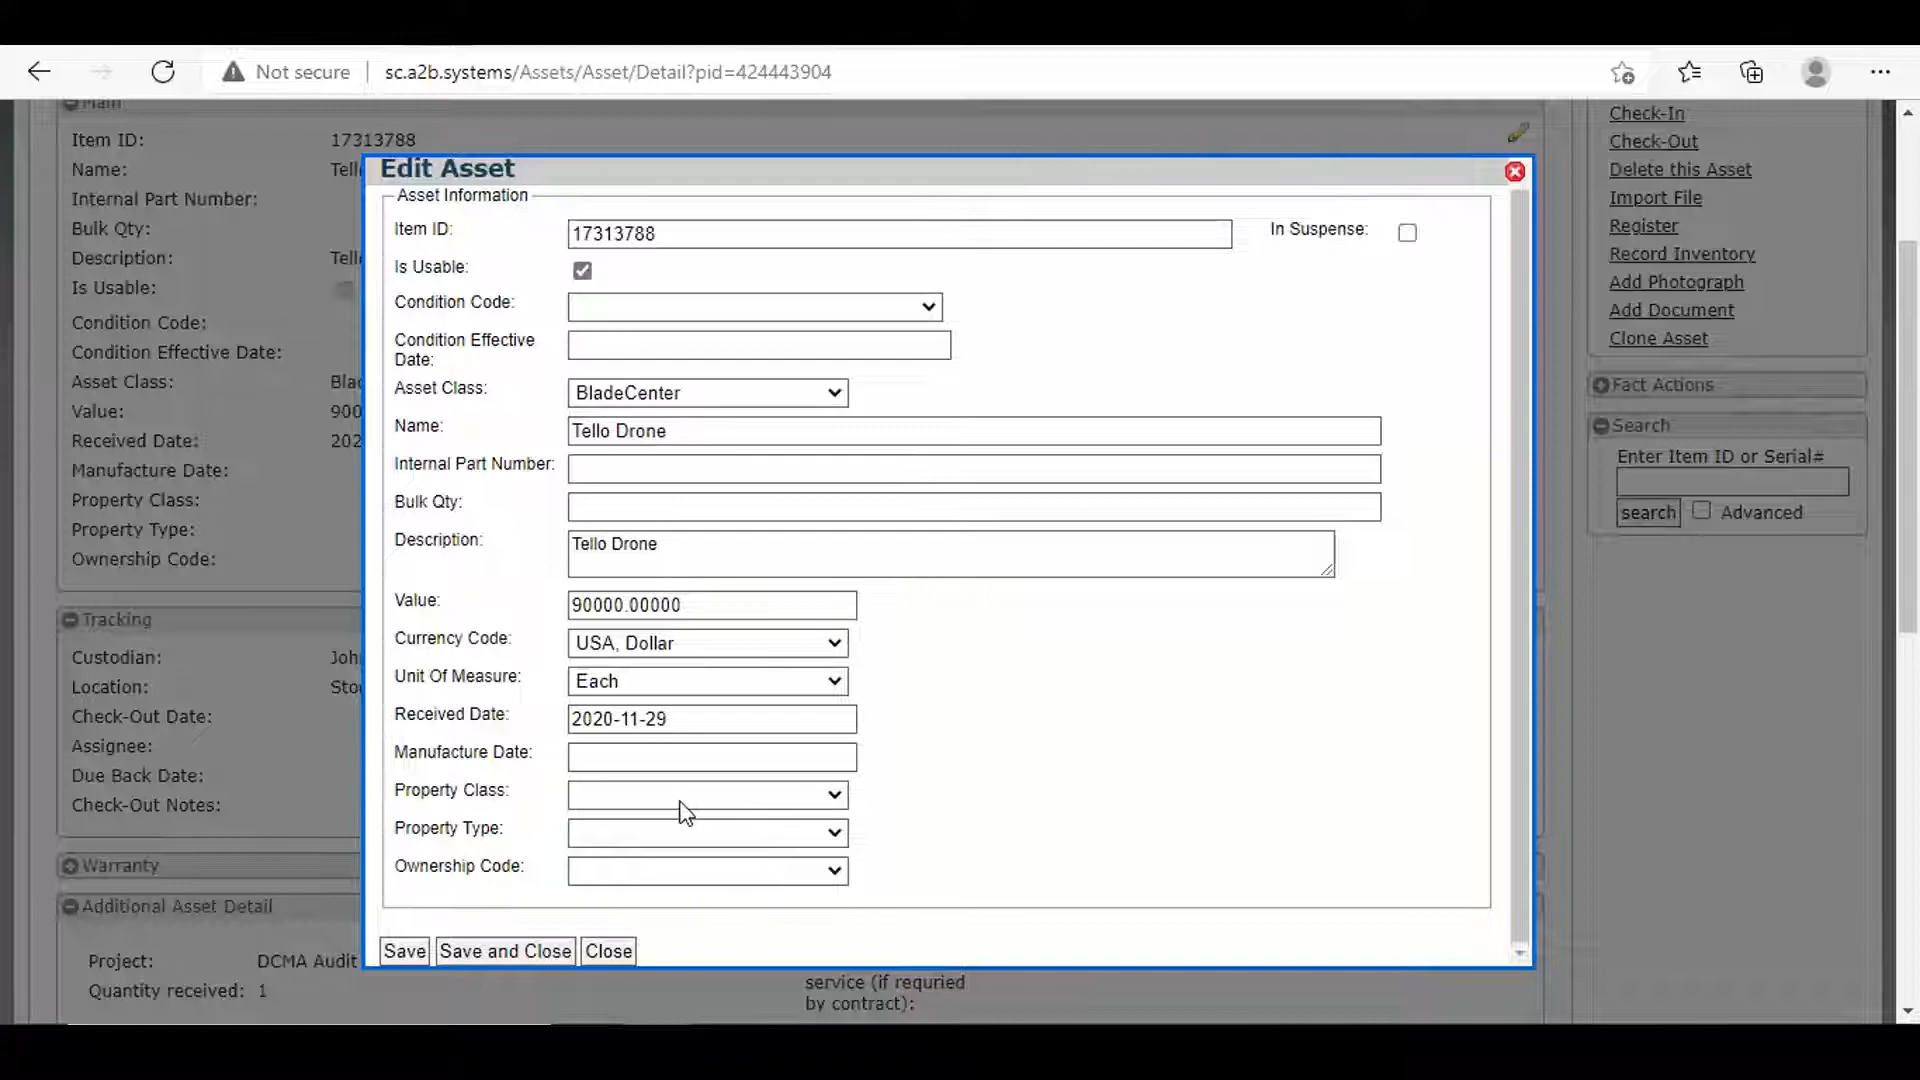 Not secure
sc.a2b.systems/Assets/Asset/Detail?pid=424443904
Main
Item ID: 17313788
Name: Tell
Internal Part Number:
Bulk Qty:
Description: Tell
Is Usable:
Condition Code:
Condition Effective Date:
Asset Class: Blad
Value: 900
Received Date: 202
Manufacture Date:
Property Class:
Property Type:
Ownership Code:
Tracking
Custodian: Joh
Location: Sto
Check-Out Date:
Assignee:
Due Back Date:
Check-Out Notes:
Warranty
Additional Asset Detail
Project: DCMA Audit
Quantity received: 1
service (if requried
by contract):
Edit Asset
Asset Information
Item ID: 17313788 In Suspense:
Is Usable:
Condition Code:
Condition Effective
Date:
Asset Class: BladeCenter
Name: Tello Drone
Internal Part Number:
Bulk Qty:
Description: Tello Drone
Value: 90000.00000
Currency Code: USA, Dollar
Unit Of Measure: Each
Received Date: 2020-11-29
Manufacture Date:
Property Class:
Property Type:
Ownership Code:
Save Save and Close Close
Check-In
Check-Out
Delete this Asset
Import File
Register
Record Inventory
Add Photograph
Add Document
Clone Asset
Fact Actions
Search
Enter Item ID or Serial#
search Advanced